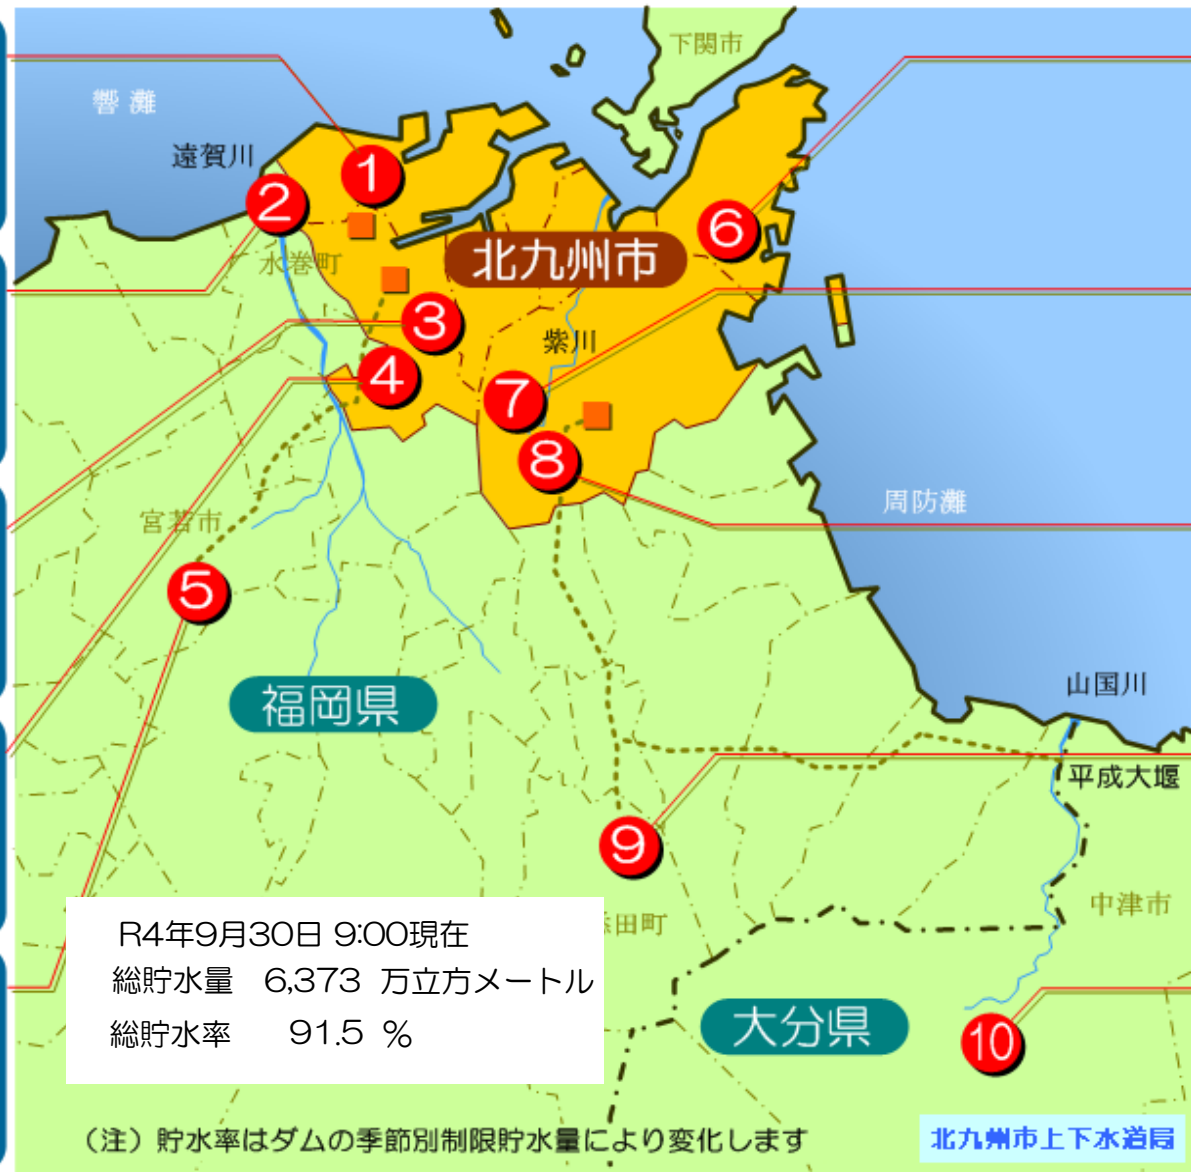 下関市
響灘
遠賀川
1
2
6
水巻町
北九州市
3
紫川
4
7
8
周防灘
宮若市
5
山国川
福岡県
平成大堰
9
中津市
田町
R4年9月30日 9:00現在
総貯水量 6,373 万立方メートル
総貯水率 91.5 %
大分県
10
(注)貯水率はダムの季節別制限貯水量により変化します
北九州市上下水道局